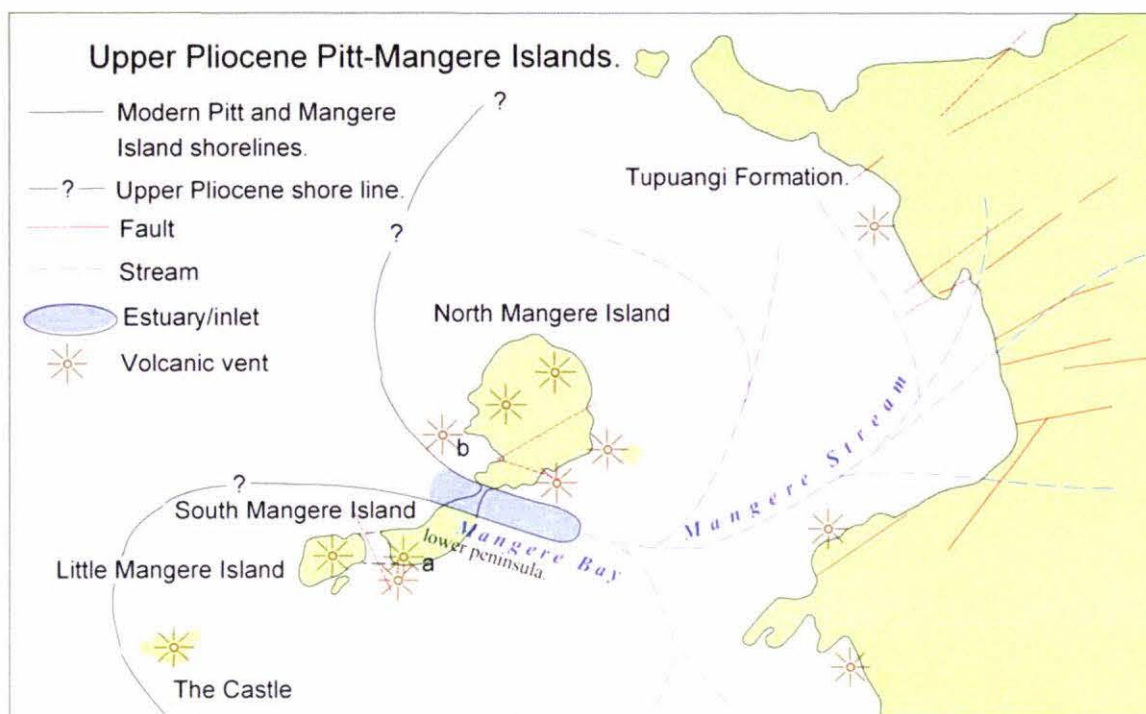 Upper Pliocene Pitt-Mangere Islands.
Modern Pitt and Mangere
Island shorelines.
? Upper Pliocene shore line.
Fault
Stream
Estuary/inlet
Volcanic vent
?
?
Tupuangi Formation.
North Mangere Island
b
?
South Mangere Island
Mangere Stream
Mangere Bay
lower peninsula.
a
Little Mangere Island
The Castle